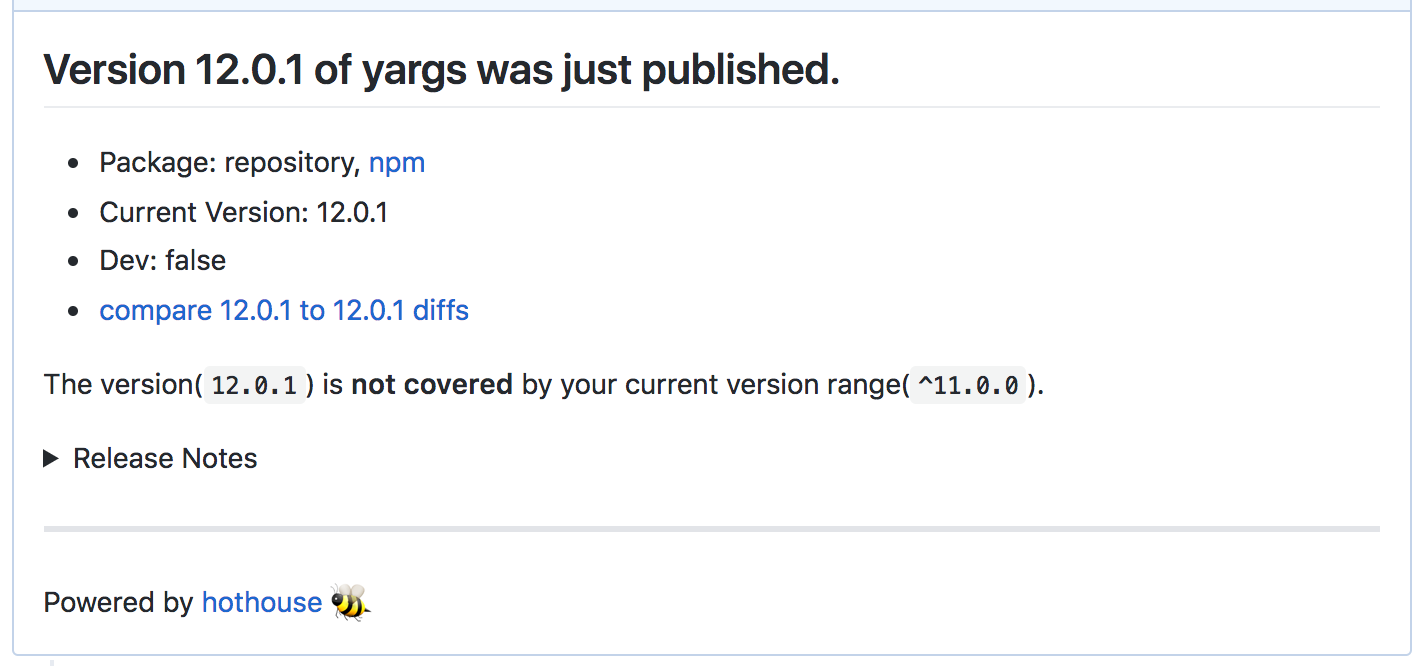 Version 12.0.1 of yargs was just published.
Package: repository, npm
Current Version: 12.0.1
Dev: false
compare 12.0.1 to 12.0.1 diffs
The version(12.0.1) is not covered by your current version range(^11.0.0).
Release Notes
Powered by hothouse